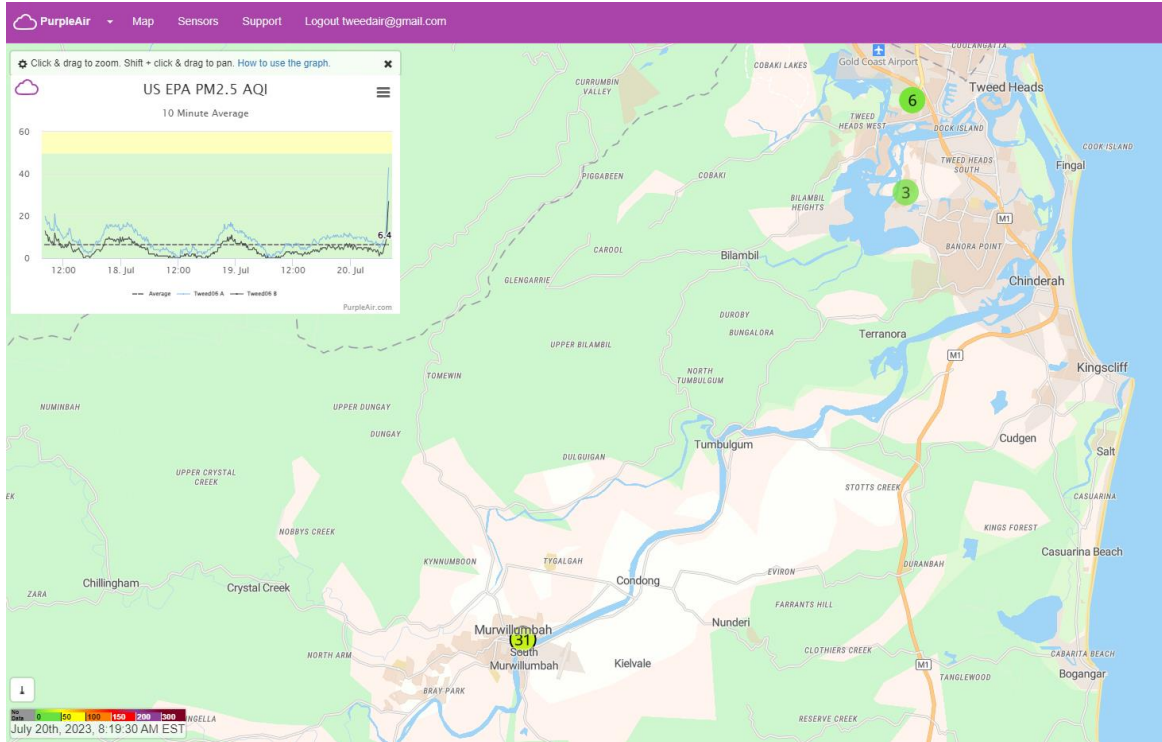 PurpleAir Map Sensors Support Logout tweedair@gmail.com
Click & drag to zoom. Shift + click & drag to pan. How to use the graph.
US EPA PM2.5 AQI
10 Minute Average
60
40
20
0
6.4
12:00 18. Jul 12:00 19. Jul 12:00 20. Jul
Average Tweed06 A Tweed06 B
PurpleAir.com
COOLANGATTA
Gold Coast Airport
COBAKI LAKES
CURRUMBIN
VALLEY
Tweed Heads
6
TWEED
HEADS WEST
DOCK ISLAND
COOK ISLAND
TWEED HEADS
SOUTH
Fingal
PIGGABEEN
COBAKI
3
BILAMBIL
HEIGHTS
M1
BANORA POINT
CAROOL
Bilambil
GLENGARRIE
Chinderah
DUROBY
BUNGALORA
Terranora
UPPER BILAMBIL
M1
Kingscliff
NORTH
TUMBULGUM
TOMEWIN
NUMINBAH
UPPER DUNGAY
DUNGAY
Tumbulgum
Cudgen
Salt
DULGUIGAN
UPPER CRYSTAL
CREEK
STOTTS CREEK
EK
CASUARINA
NOBBYS CREEK
KINGS FOREST
KYNNUMBOON
TYGALGAH
Casuarina Beach
DURANBAH
EVIRON
Condong
Chillingham
Crystal Creek
ZARA
FARRANTS HILL
Nunderi
Murwillumbah
31
South
Murwillumbah
NORTH ARM
Kielvale
CLOTHIERS CREEK
CABARITA BEACH
M1
TANGLEWOOD
Bogangar
BRAY PARK
RESERVE CREEK
NGELLA
No
Data 0 50 100 150 200 300
July 20th, 2023, 8:19:30 AM EST